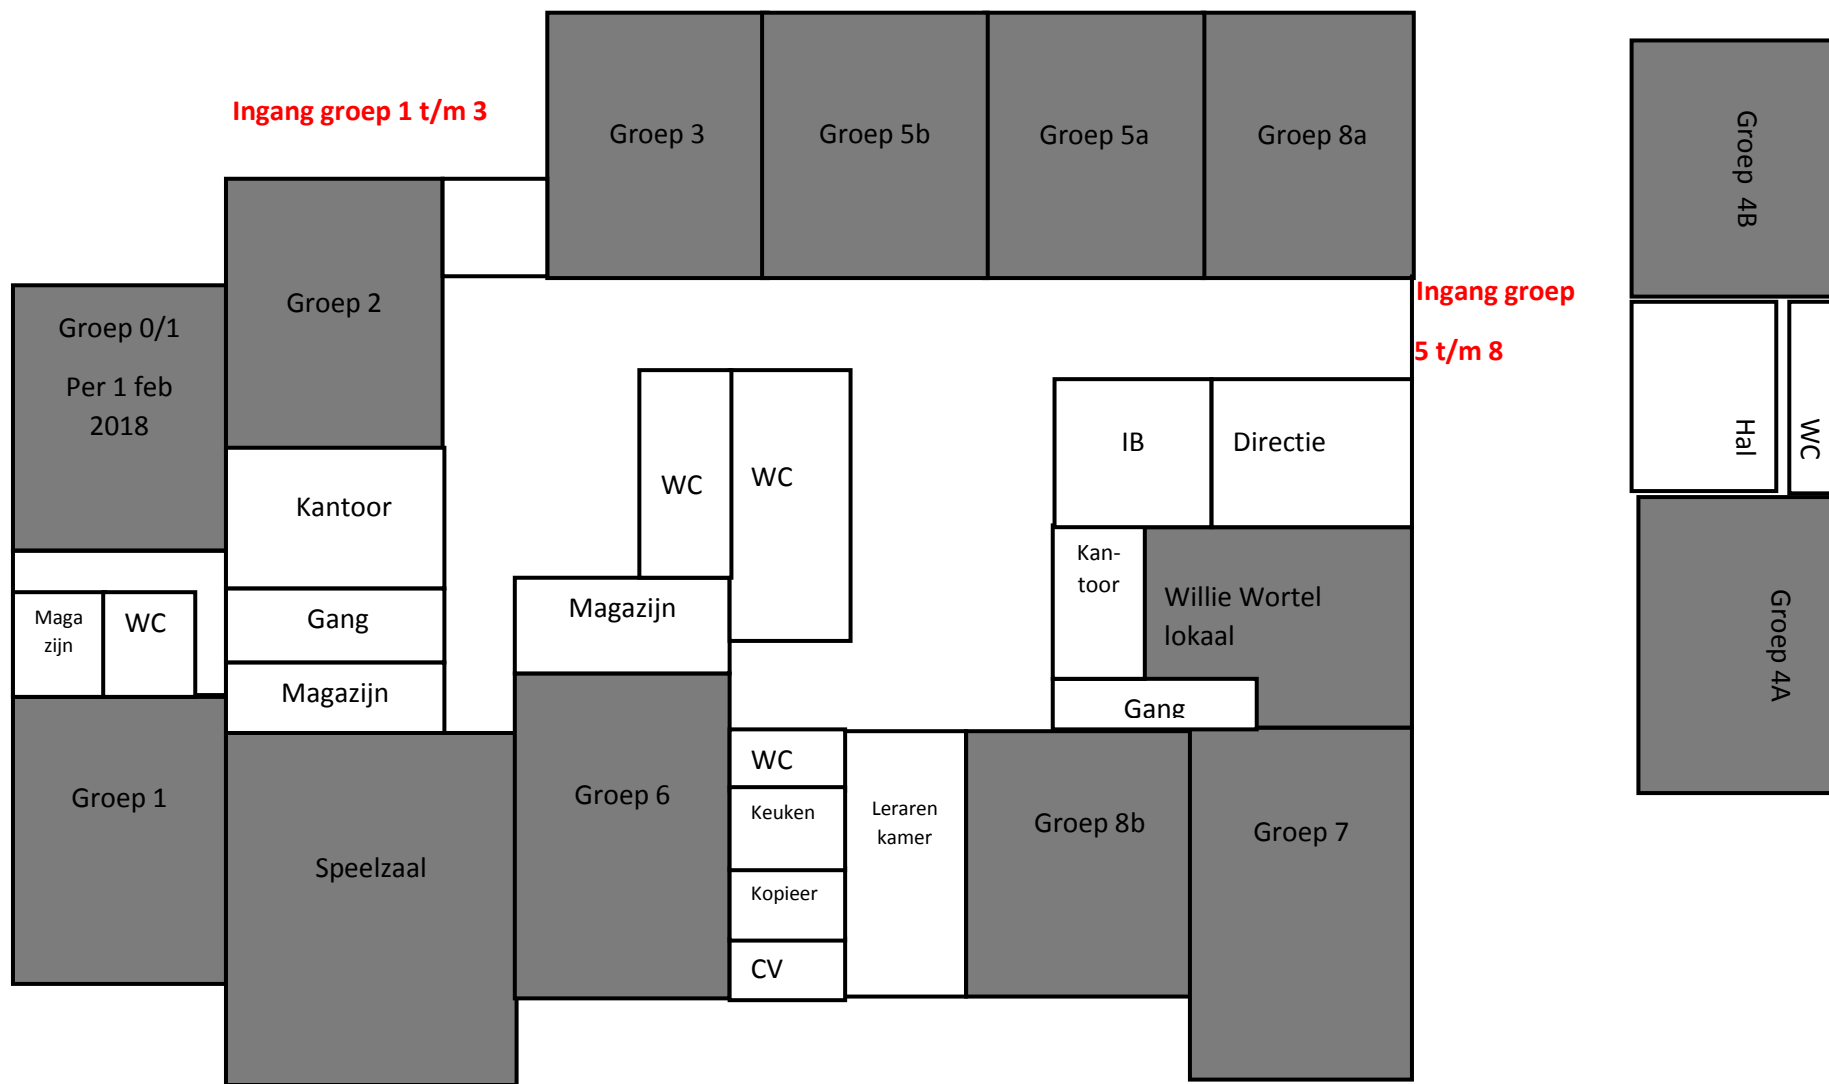 Ingang groep 1 t/m 3
Groep 3
Groep 5b
Groep 5a
Groep 8a
Groep 4B
Groep 2
Ingang groep
5 t/m 8
Groep 0/1
Per 1 feb
2018
IB
Directie
Hal
WC
Kantoor
WC
WC
Kan-
toor
Willie Wortel
lokaal
Maga
zijn
WC
Gang
Magazijn
Groep 4A
Magazijn
Gang
Groep 1
Speelzaal
Groep 6
WC
Keuken
Kopieer
CV
Leraren
kamer
Groep 8b
Groep 7